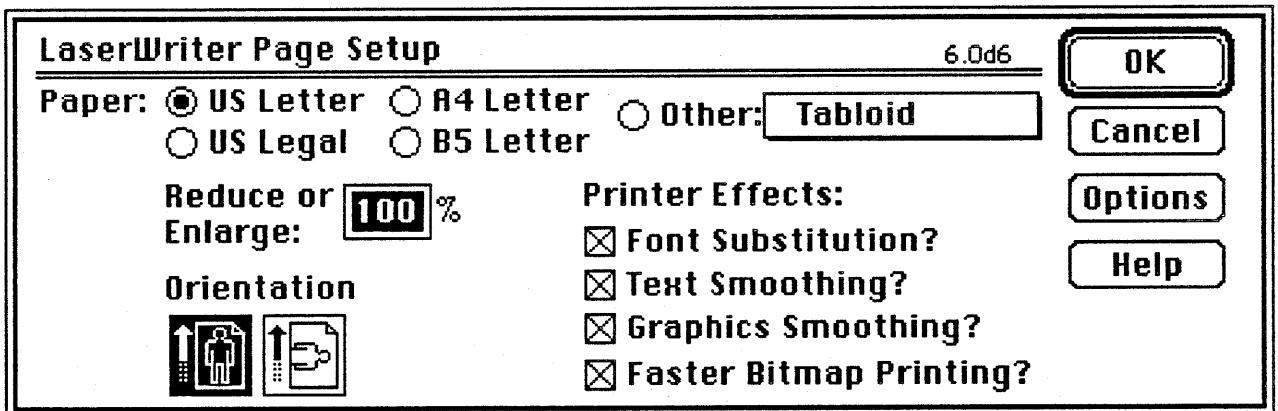 LaserWriter Page Setup 6.0d6 OK
Paper: US Letter A4 Letter Other: Tabloid
US Legal B5 Letter Cancel
Reduce or 100 % Printer Effects: Options
Enlarge: Font Substitution? Help
Orientation Text Smoothing?
Graphics Smoothing?
Faster Bitmap Printing?